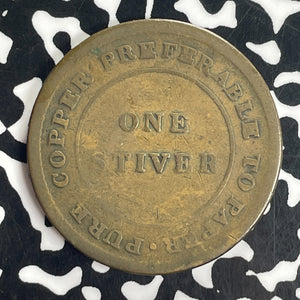 PURE COPPER PREFERABLE TO PAPER ·
ONE
STIVER